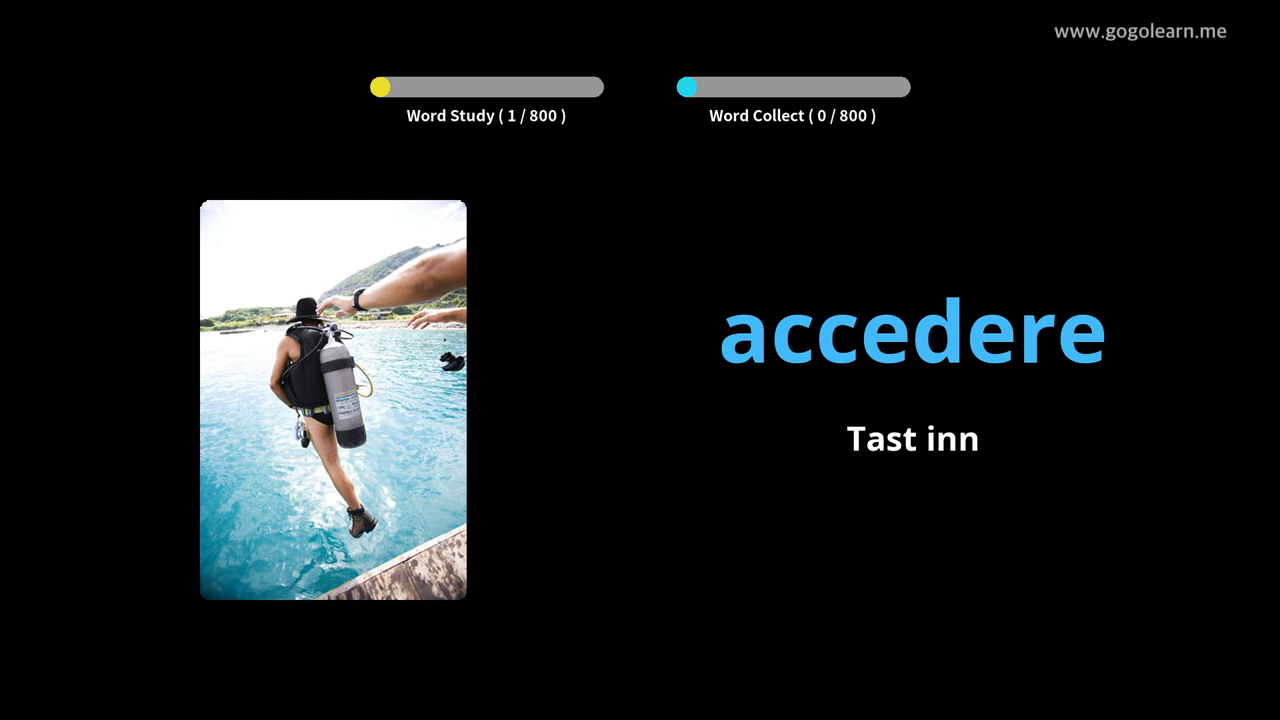 www.gogolearn.me
Word Study ( 1 / 800 )
Word Collect ( 0 / 800 )
accedere
Tast inn